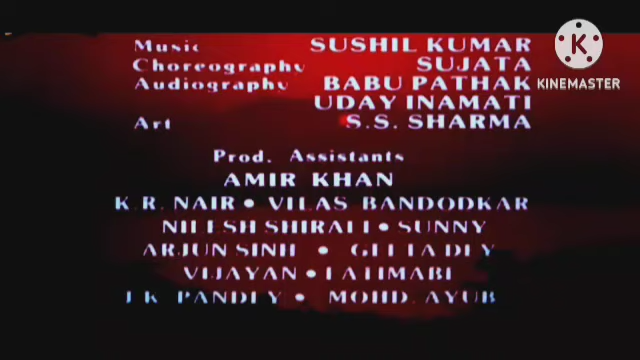 Music SUSHIL KUMAR
Choreography SUJATA
Audiography BABU PATHAK
UDAY INAMATI
Art S.S. SHARMA
Prod. Assistants
AMIR KHAN
K.R. NAIR • VILAS BANDODKAR
NILESH SHIRALI • SUNNY
ARJUN SINH • GEETA DEY
VIJAYAN • FATIMABI
J.K. PANDEY • MOHD. AYUB
K
KINEMASTER